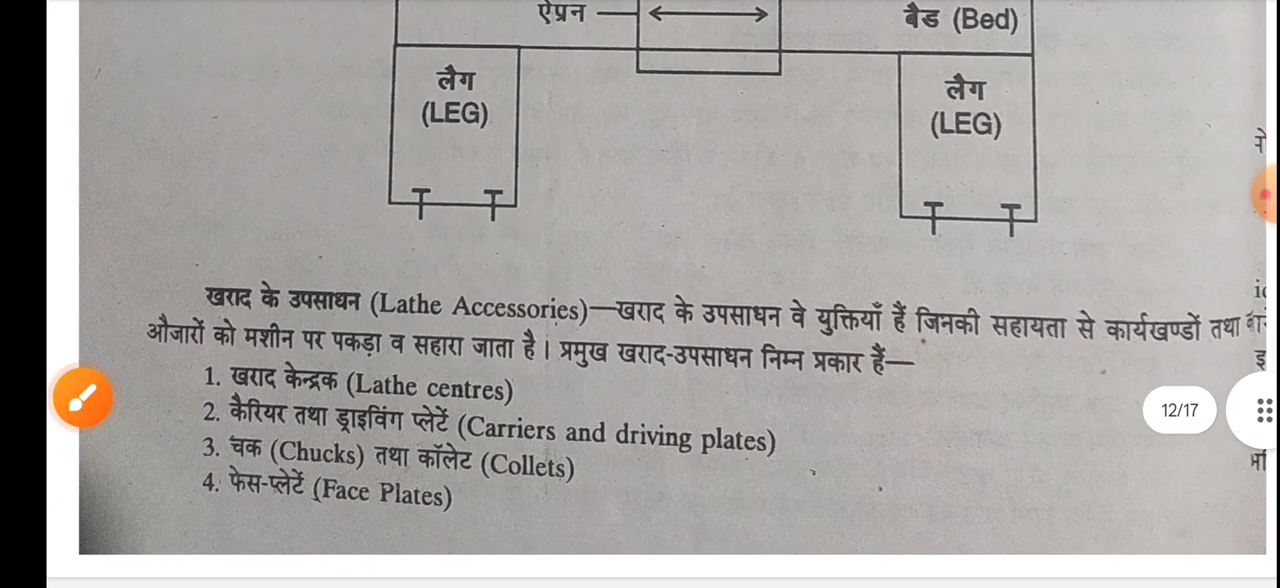 ऐप्रन
बैड (Bed)
लैग
(LEG)
लैग
(LEG)
खराद के उपसाधन (Lathe Accessories)—खराद के उपसाधन वे युक्तियाँ हैं जिनकी सहायता से कार्यखण्डों तथा
औजारों को मशीन पर पकड़ा व सहारा जाता है। प्रमुख खराद-उपसाधन निम्न प्रकार हैं—
1. खराद केन्द्रक (Lathe centres)
2. कैरियर तथा ड्राइविंग प्लेटें (Carriers and driving plates)
12/17
3. चक (Chucks) तथा कॉलेट (Collets)
4. फेस-प्लेटें (Face Plates)